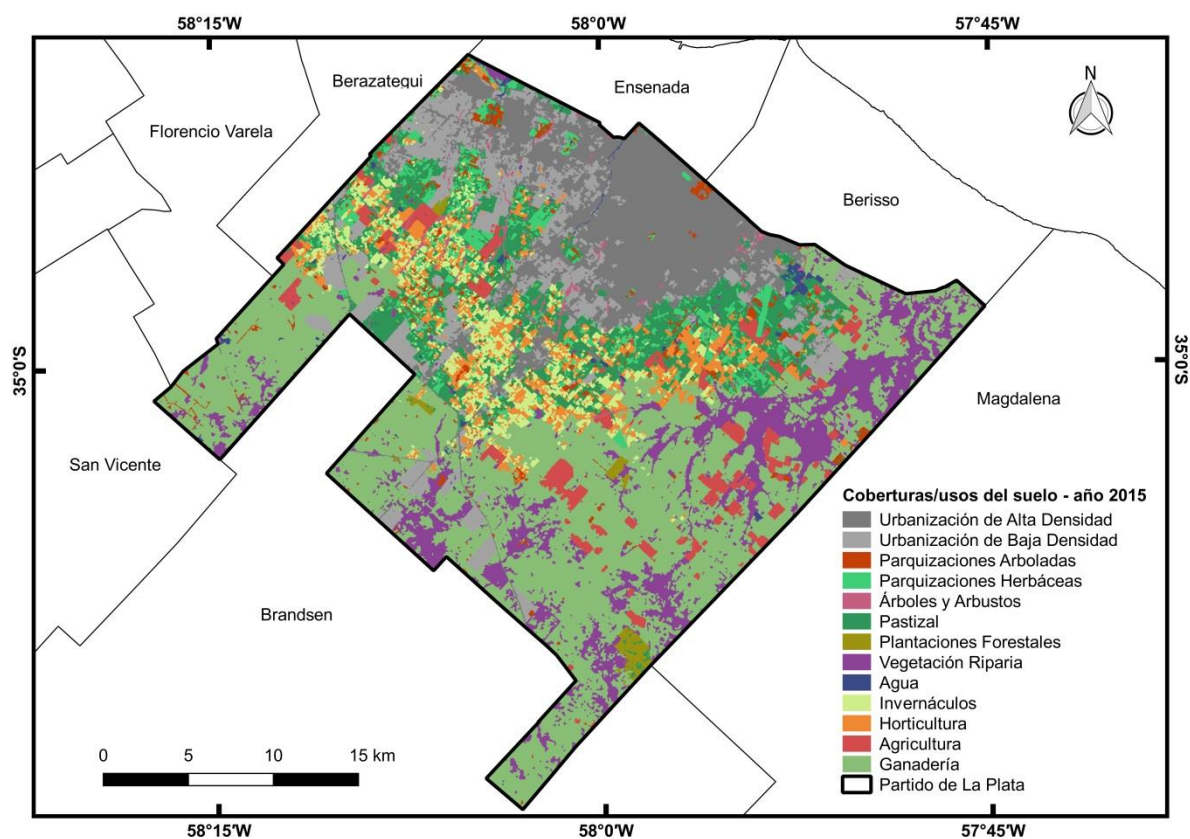 58°15'W 58°0'W 57°45'W
N
Berazategui
Ensenada
Florencio Varela
Berisso
35°0'S
35°0'S
Magdalena
San Vicente
Brandsen
Coberturas/usos del suelo - año 2015
Urbanización de Alta Densidad
Urbanización de Baja Densidad
Parquizaciones Arboladas
Parquizaciones Herbáceas
Árboles y Arbustos
Pastizal
Plantaciones Forestales
Vegetación Riparia
Agua
Invernáculos
Horticultura
Agricultura
Ganadería
Partido de La Plata
0 5 10 15 km
58°15'W 58°0'W 57°45'W